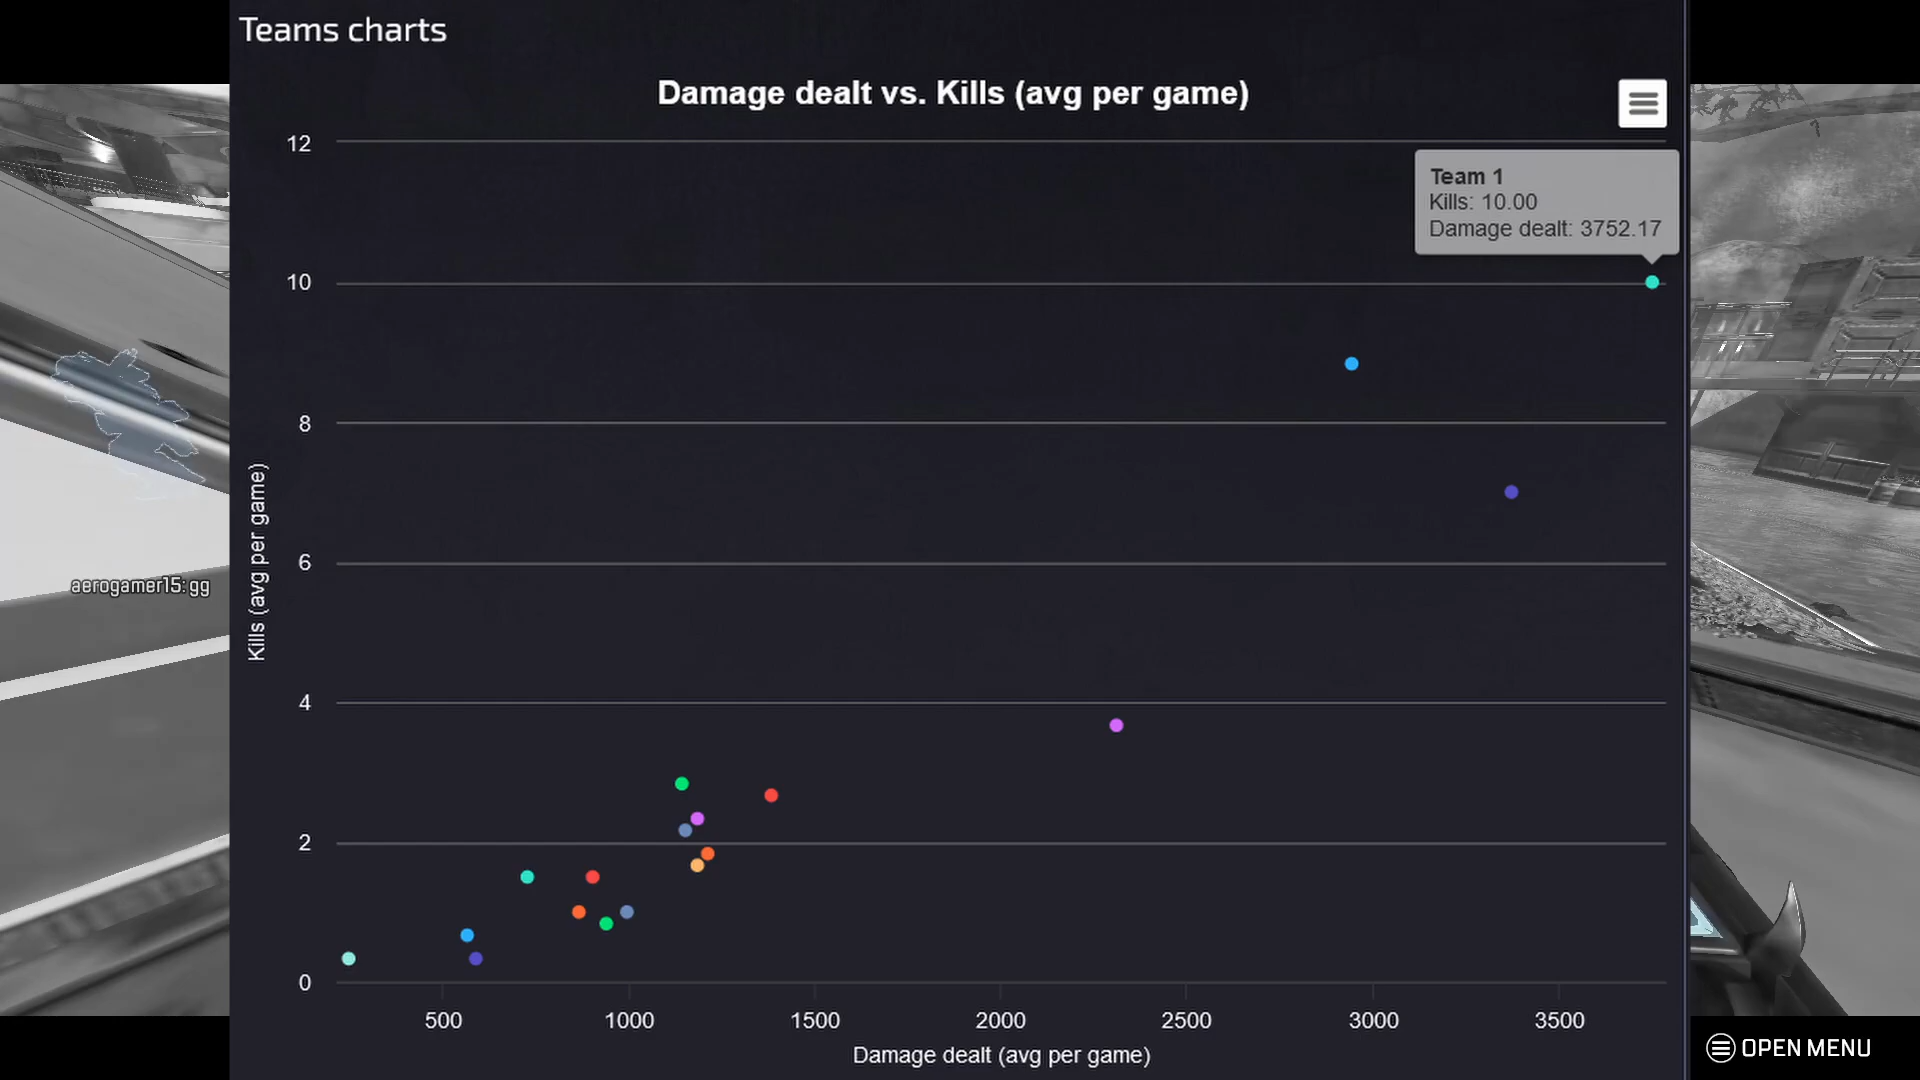 Teams charts
Damage dealt vs. Kills (avg per game)
12
Team 1
Kills: 10.00
Damage dealt: 3752.17
10
8
Kills (avg per game)
6
aerogamer15: gg
4
2
0
500 1000 1500 2000 2500 3000 3500
Damage dealt (avg per game)
OPEN MENU